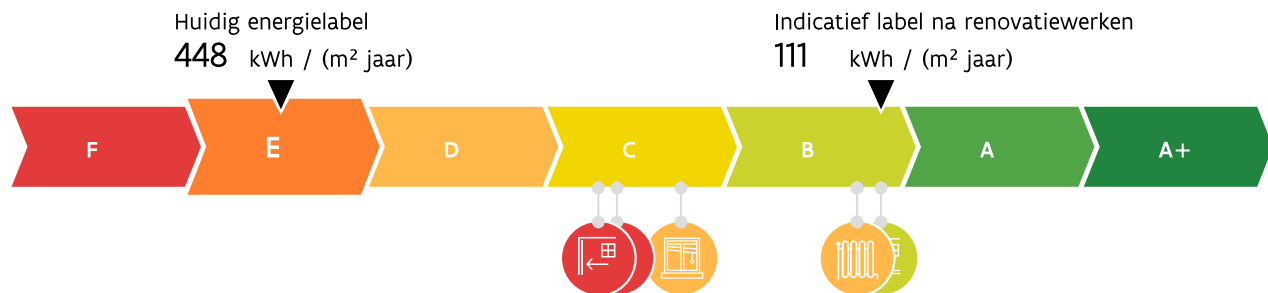 Huidig energielabel
448 kWh / (m² jaar)
Indicatief label na renovatiewerken
111 kWh / (m² jaar)
F E D C B A A+